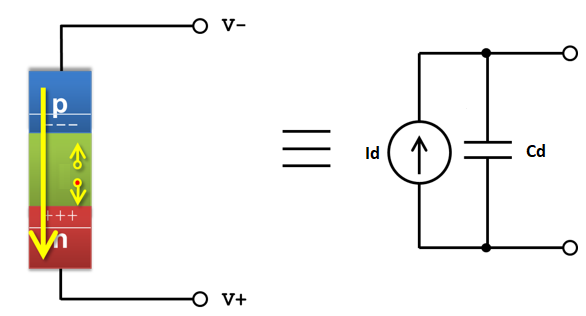 V-
p
---
+++
n
V+
Id
Cd